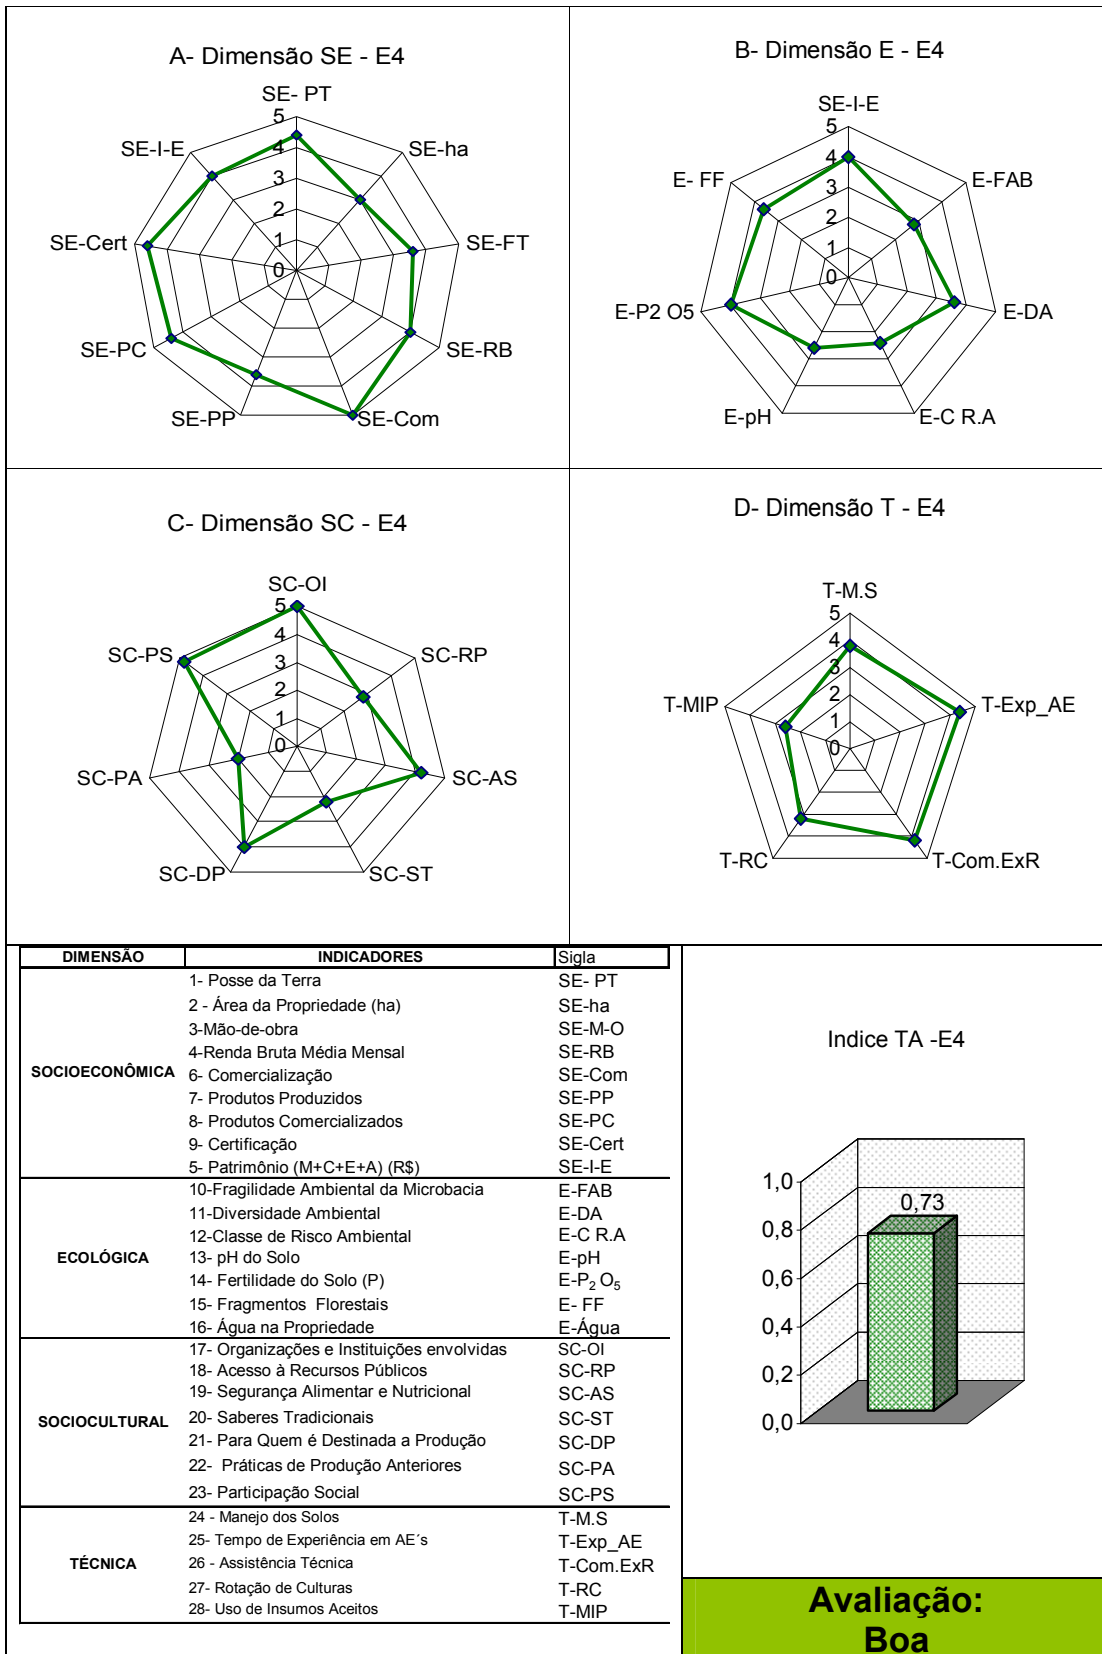 A- Dimensão SE - E4
SE- PT
SE-ha
SE-FT
SE-RB
SE-Com
SE-PP
SE-PC
SE-Cert
SE-I-E
5
4
3
2
1
0
B- Dimensão E - E4
SE-I-E
E-FAB
E-DA
E-C R.A
E-pH
E-P2 O5
E- FF
5
4
3
2
1
0
C- Dimensão SC - E4
SC-OI
SC-RP
SC-AS
SC-ST
SC-DP
SC-PA
SC-PS
5
4
3
2
1
0
D- Dimensão T - E4
T-M.S
T-Exp_AE
T-Com.ExR
T-RC
T-MIP
5
4
3
2
1
0
DIMENSÃO INDICADORES Sigla
SOCIOECONÔMICA
1- Posse da Terra SE- PT
2 - Área da Propriedade (ha) SE-ha
3-Mão-de-obra SE-M-O
4-Renda Bruta Média Mensal SE-RB
6- Comercialização SE-Com
7- Produtos Produzidos SE-PP
8- Produtos Comercializados SE-PC
9- Certificação SE-Cert
5- Patrimônio (M+C+E+A) (R$) SE-I-E
ECOLÓGICA
10-Fragilidade Ambiental da Microbacia E-FAB
11-Diversidade Ambiental E-DA
12-Classe de Risco Ambiental E-C R.A
13- pH do Solo E-pH
14- Fertilidade do Solo (P) E-P₂ O₅
15- Fragmentos Florestais E- FF
16- Água na Propriedade E-Água
SOCIOCULTURAL
17- Organizações e Instituições envolvidas SC-OI
18- Acesso à Recursos Públicos SC-RP
19- Segurança Alimentar e Nutricional SC-AS
20- Saberes Tradicionais SC-ST
21- Para Quem é Destinada a Produção SC-DP
22- Práticas de Produção Anteriores SC-PA
23- Participação Social SC-PS
TÉCNICA
24 - Manejo dos Solos T-M.S
25- Tempo de Experiência em AE´s T-Exp_AE
26 - Assistência Técnica T-Com.ExR
27- Rotação de Culturas T-RC
28- Uso de Insumos Aceitos T-MIP
Indice TA -E4
1,0
0,8
0,6
0,4
0,2
0,0
0,73
Avaliação:
Boa